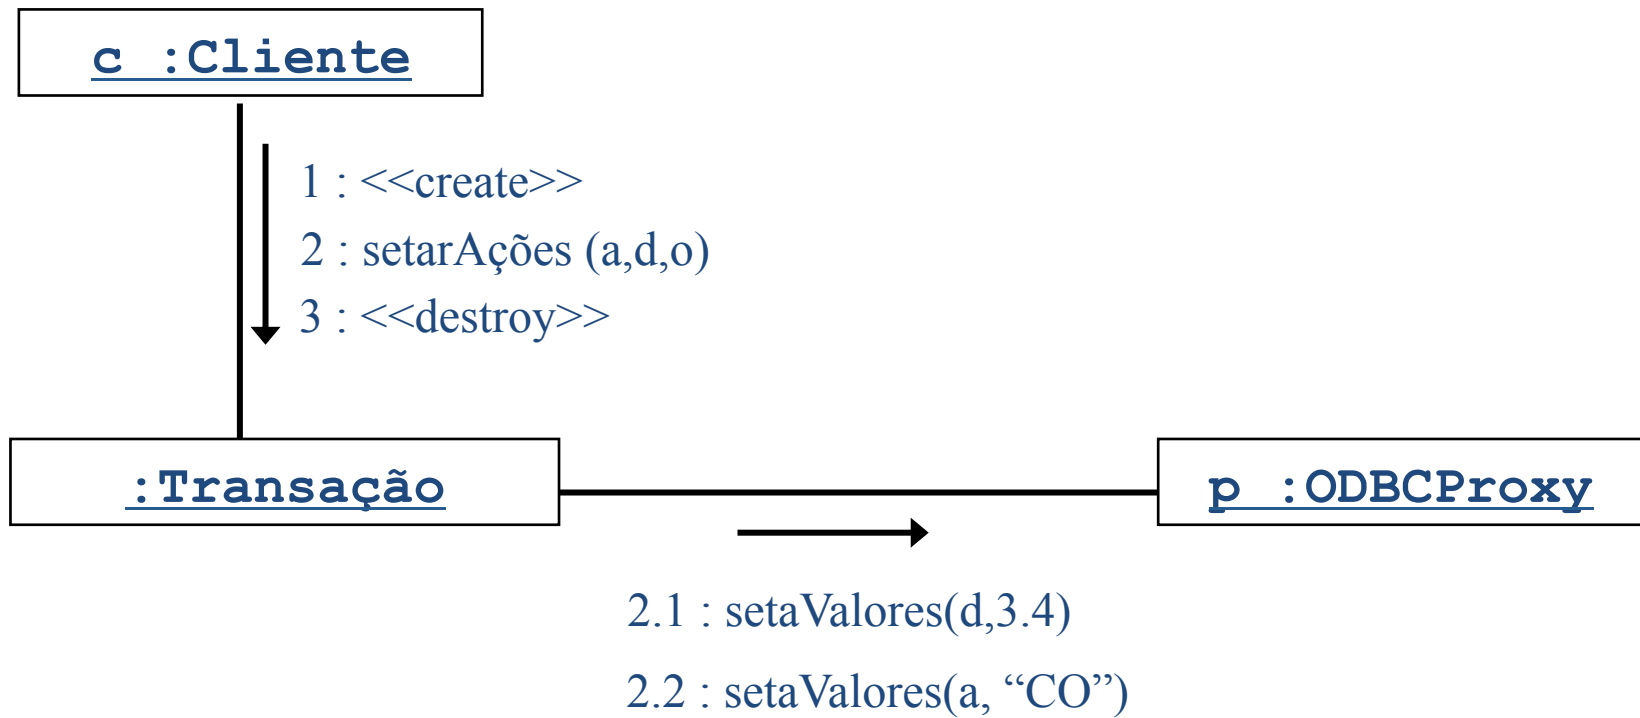 c :Cliente
1 : <<create>>
2 : setarAções (a,d,o)
3 : <<destroy>>
:Transação
p :ODBCProxy
2.1 : setaValores(d,3.4)
2.2 : setaValores(a, “CO”)